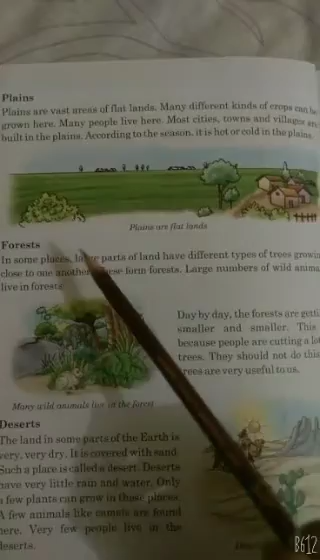 Plains
Plains are vast areas of flat lands. Many different kinds of crops can be
grown here. Many people live here. Most cities, towns and villages are
built in the plains. According to the season, it is hot or cold in the plains.
Plains are flat lands
Forests
In some places, large parts of land have different types of trees
close to one another. These form forests. Large numbers of wild
live in forests
Day by day, the forests are
smaller and smaller. This
because people are cutting a
trees. They should not do this
trees are very useful to us.
Many wild animals live in the forest
Deserts
The land in some parts of the Earth is
very, very dry. It is covered with sand.
Such a place is called a desert. Deserts
have very little rain and water. Only
a few plants can grow in these places.
A few animals like camels are found
here. Very few people live in the
deserts.
B612